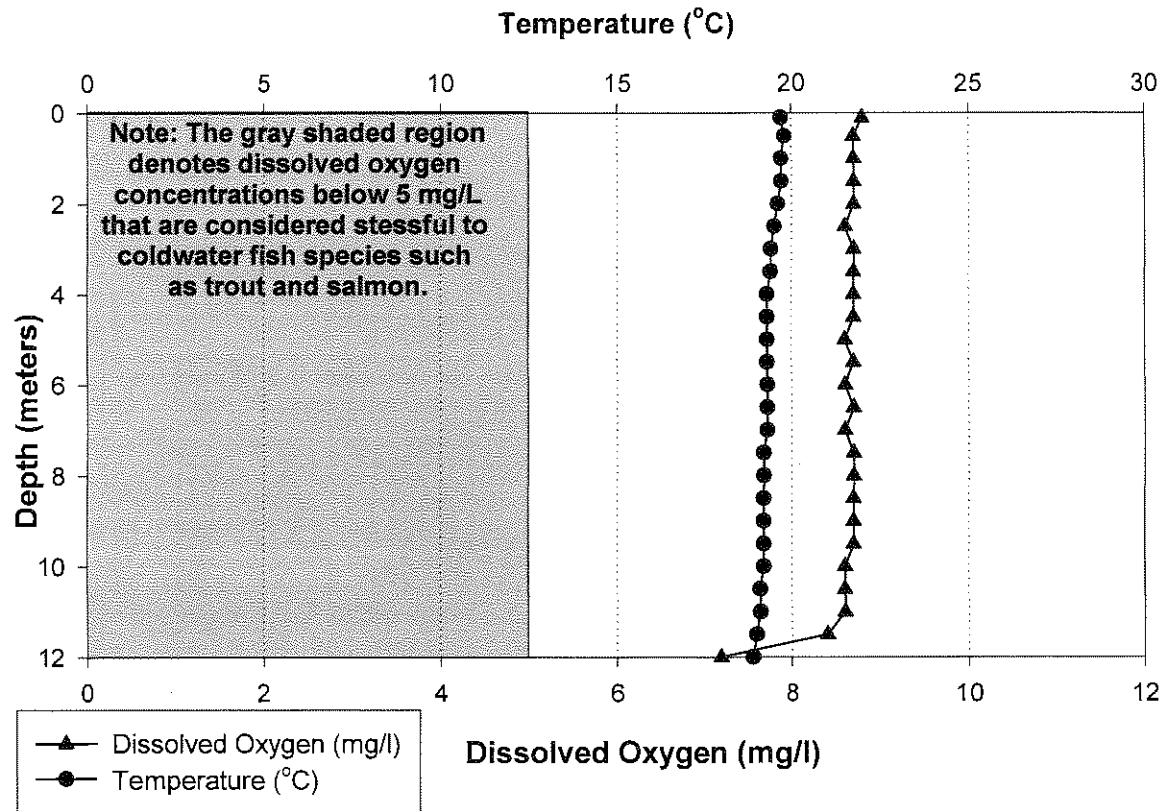 Temperature (°C)
0 5 10 15 20 25 30
Note: The gray shaded region
denotes dissolved oxygen
concentrations below 5 mg/L
that are considered stessful to
coldwater fish species such
as trout and salmon.
Depth (meters)
0
2
4
6
8
10
12
0 2 4 6 8 10 12
Dissolved Oxygen (mg/l)
Dissolved Oxygen (mg/l)
Temperature (°C)